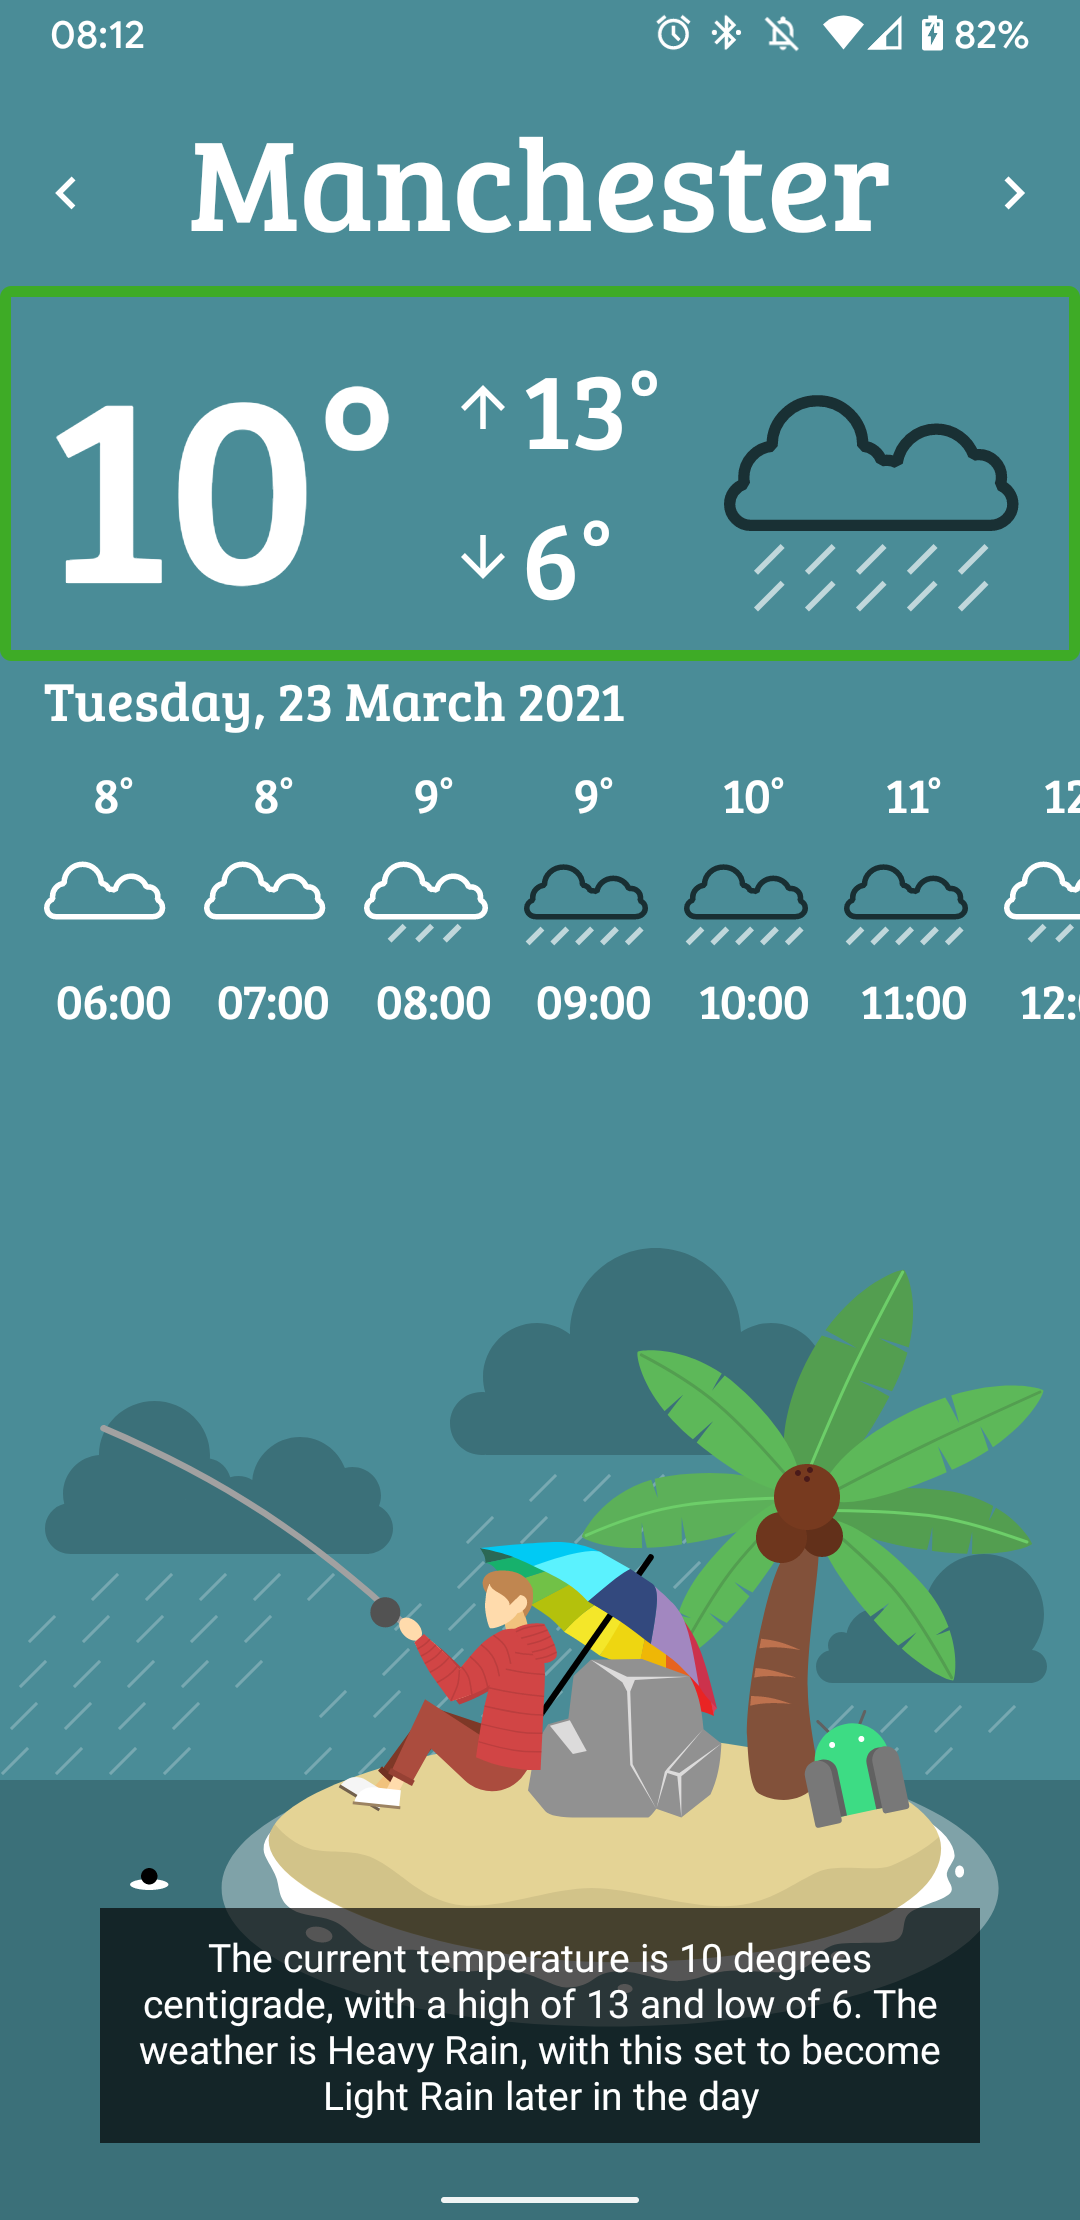 08:12 82%
Manchester
10° 13°
6°
Tuesday, 23 March 2021
8° 8° 9° 9° 10° 11° 12
06:00 07:00 08:00 09:00 10:00 11:00 12:
The current temperature is 10 degrees
centigrade, with a high of 13 and low of 6. The
weather is Heavy Rain, with this set to become
Light Rain later in the day